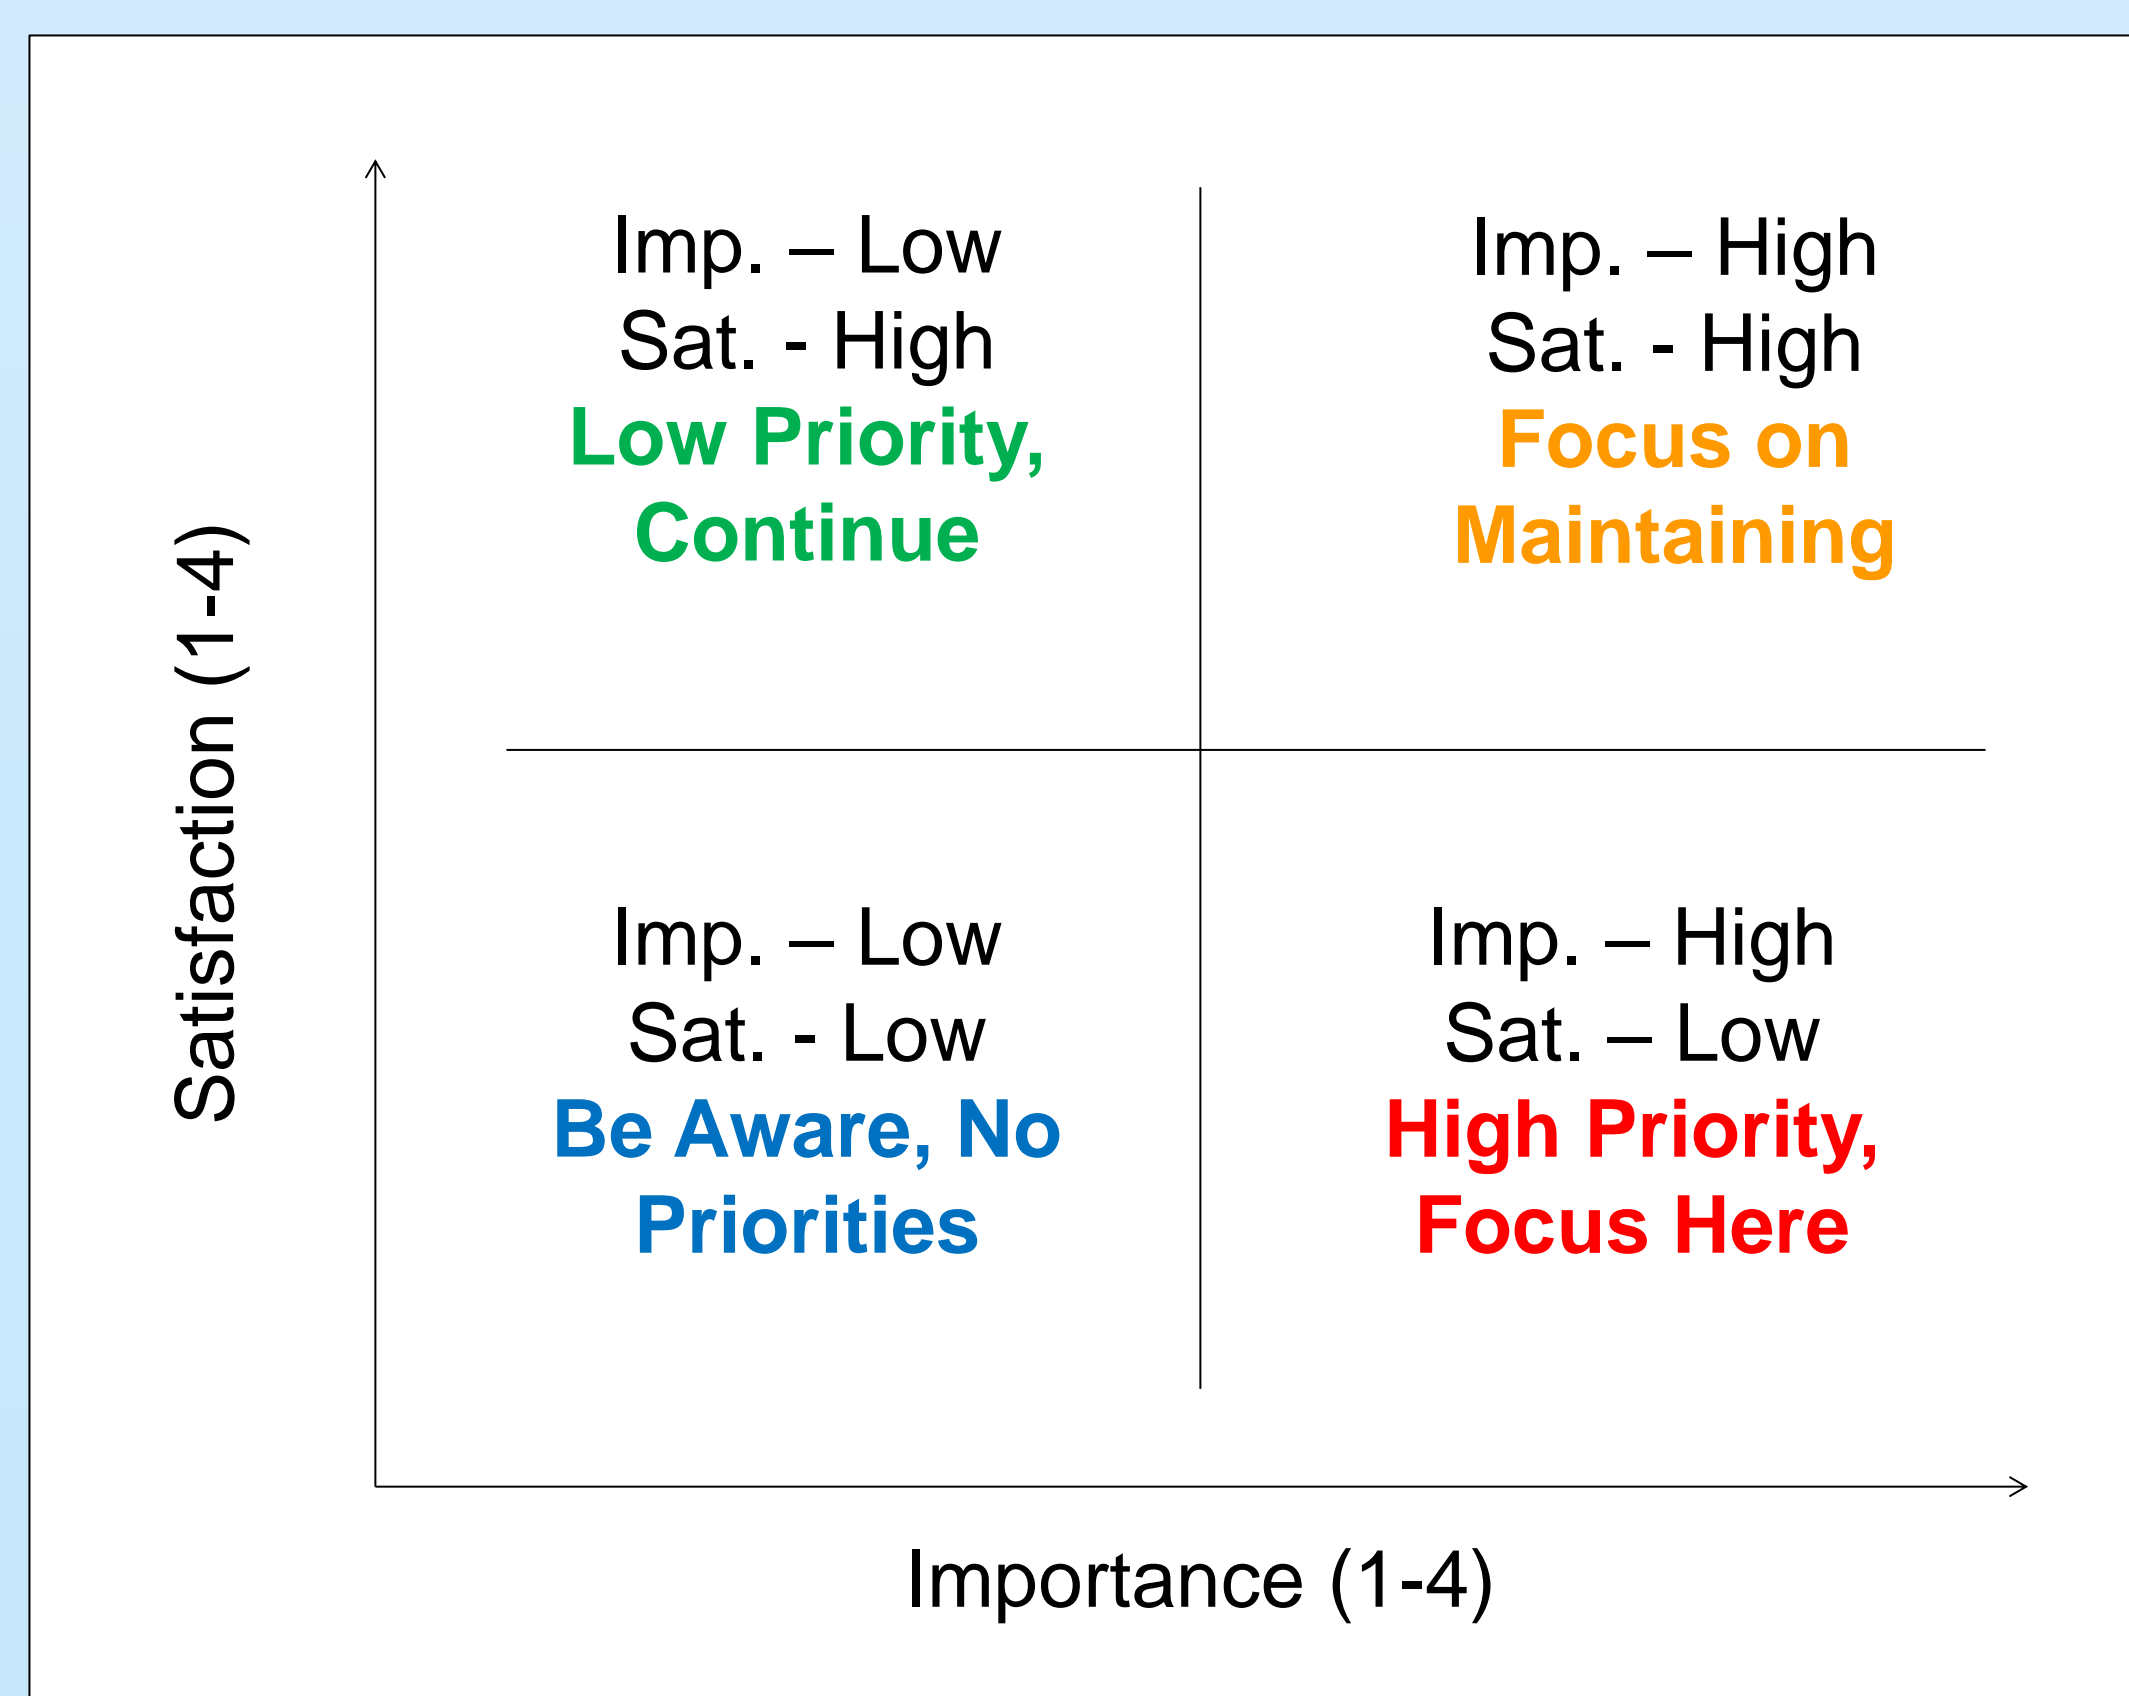 Imp. – Low
Sat. - High
Low Priority,
Continue
Imp. – High
Sat. - High
Focus on
Maintaining
Satisfaction (1-4)
Imp. – Low
Sat. - Low
Be Aware, No
Priorities
Imp. – High
Sat. – Low
High Priority,
Focus Here
Importance (1-4)